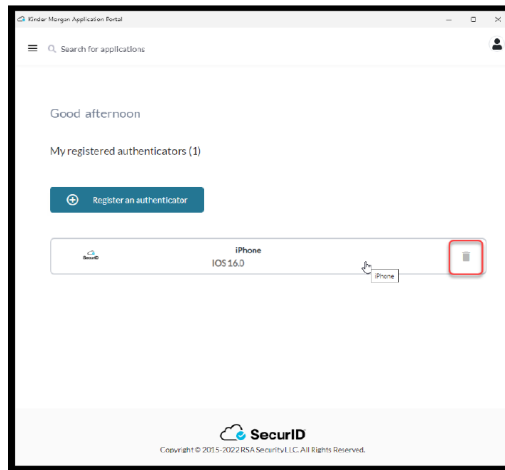 Kinder Morgan Application Portal
Search for applications
Good afternoon
My registered authenticators (1)
Register an authenticator
SecurID
iPhone
IOS 16.0
iPhone
SecurID
Copyright © 2015-2022 RSA Security LLC. All Rights Reserved.